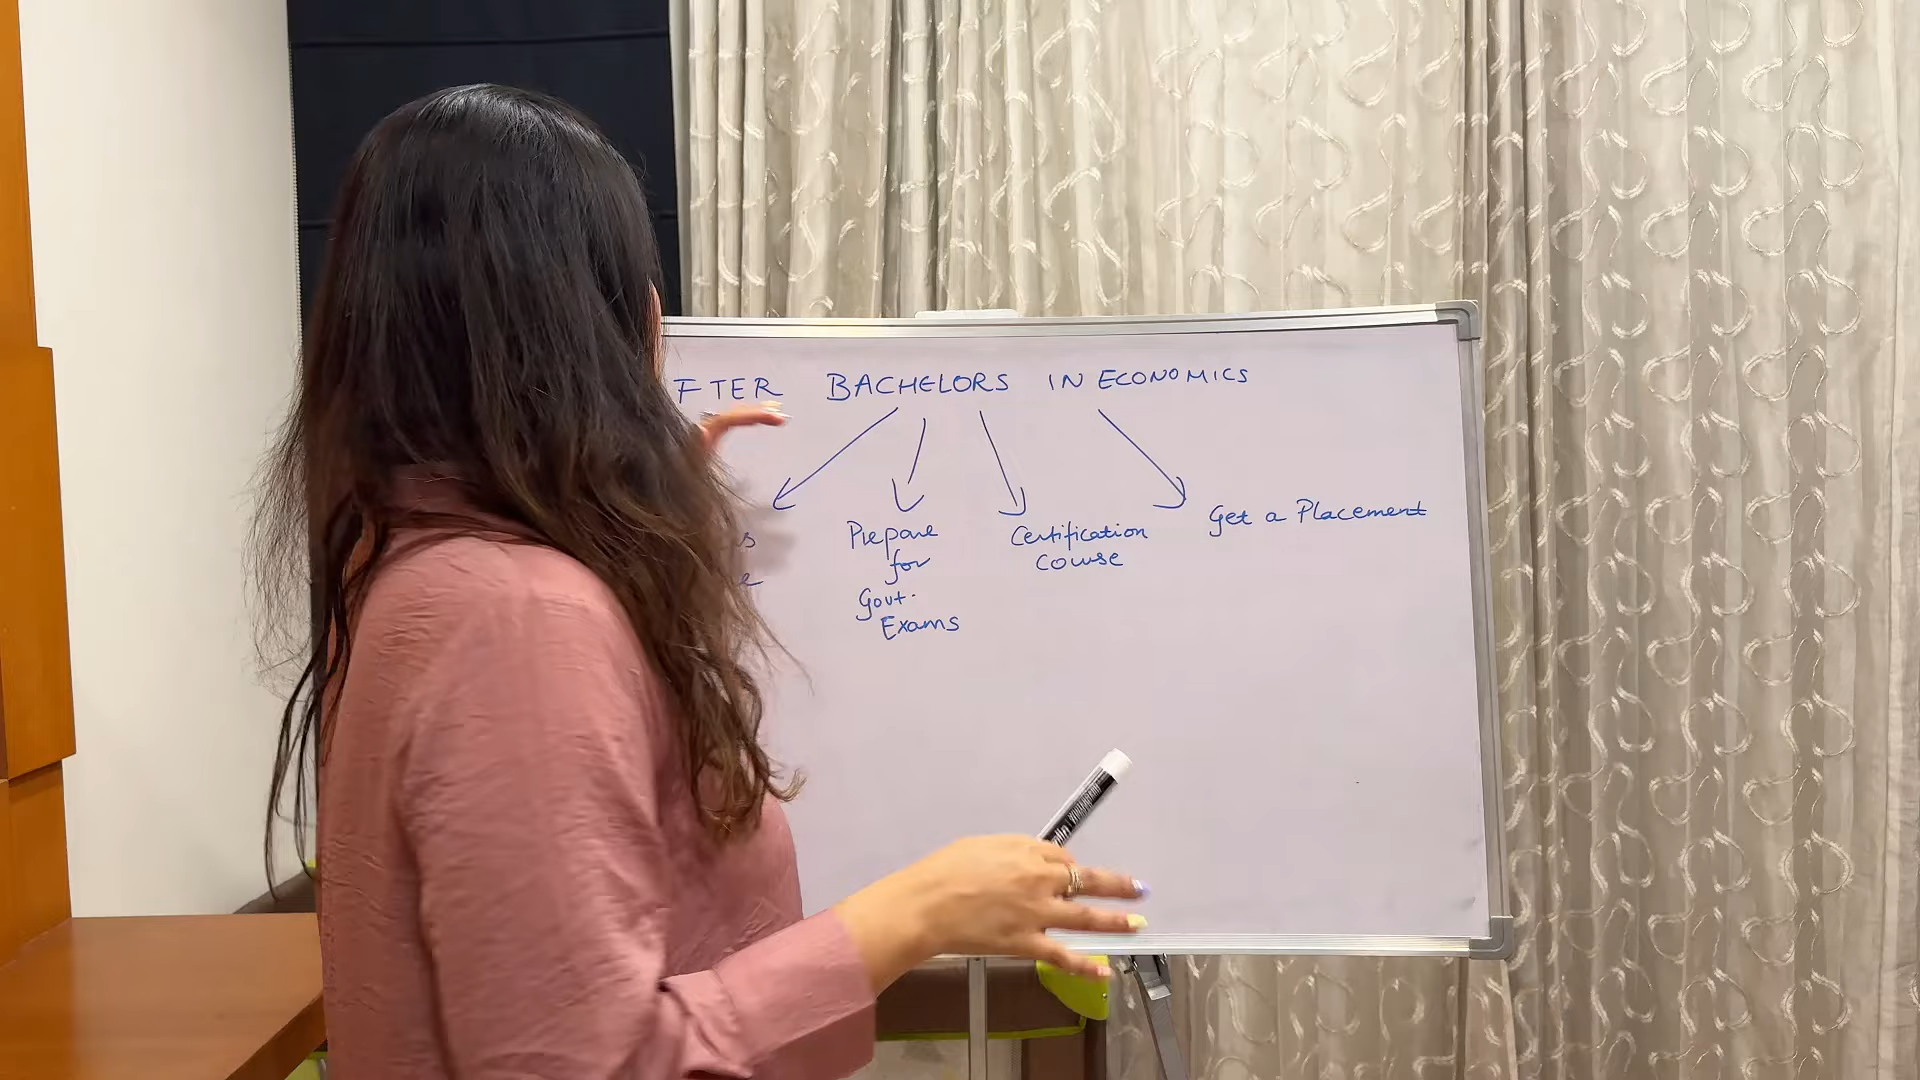 FTER BACHELORS IN ECONOMICS
Prepare
for
Govt.
Exams
Certification
course
Get a Placement